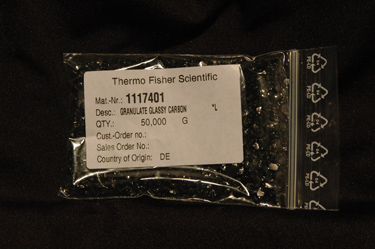 Thermo Fisher Scientific
Mat.-Nr.: 1117401
Desc.: GRANULATE GLASSY CARBON *L
QTY.: 50,000 G
Cust.-Order no.:
Sales Order No.:
Country of Origin: DE